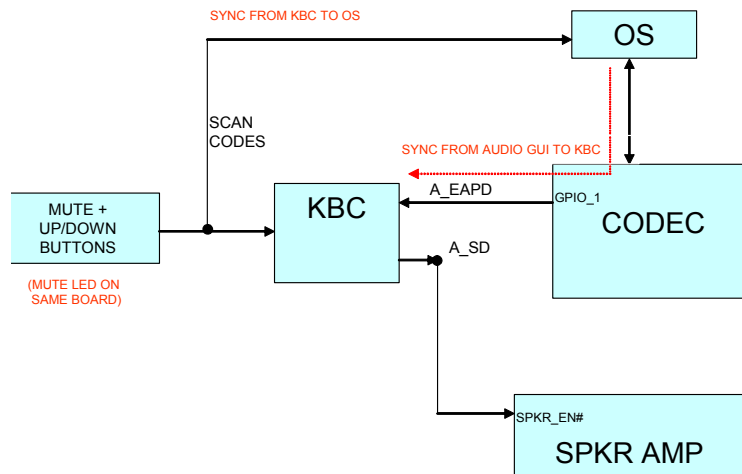 SYNC FROM KBC TO OS
OS
SCAN
CODES
SYNC FROM AUDIO GUI TO KBC
MUTE +
UP/DOWN
BUTTONS
KBC
A_EAPD
GPIO_1
CODEC
A_SD
(MUTE LED ON
SAME BOARD)
SPKR_EN#
SPKR AMP